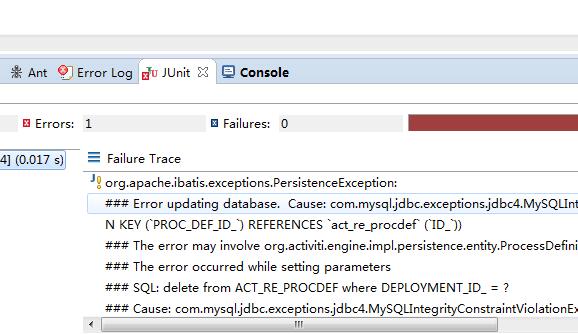 Ant Error Log JUnit Console
Errors: 1 Failures: 0
4] (0.017 s) Failure Trace
org.apache.ibatis.exceptions.PersistenceException:
### Error updating database. Cause: com.mysql.jdbc.exceptions.jdbc4.MySQLInt
N KEY (`PROC_DEF_ID_`) REFERENCES `act_re_procdef` (`ID_`))
### The error may involve org.activiti.engine.impl.persistence.entity.ProcessDefini
### The error occurred while setting parameters
### SQL: delete from ACT_RE_PROCDEF where DEPLOYMENT_ID_ = ?
### Cause: com.mysql.jdbc.exceptions.jdbc4.MySQLIntegrityConstraintViolationEx